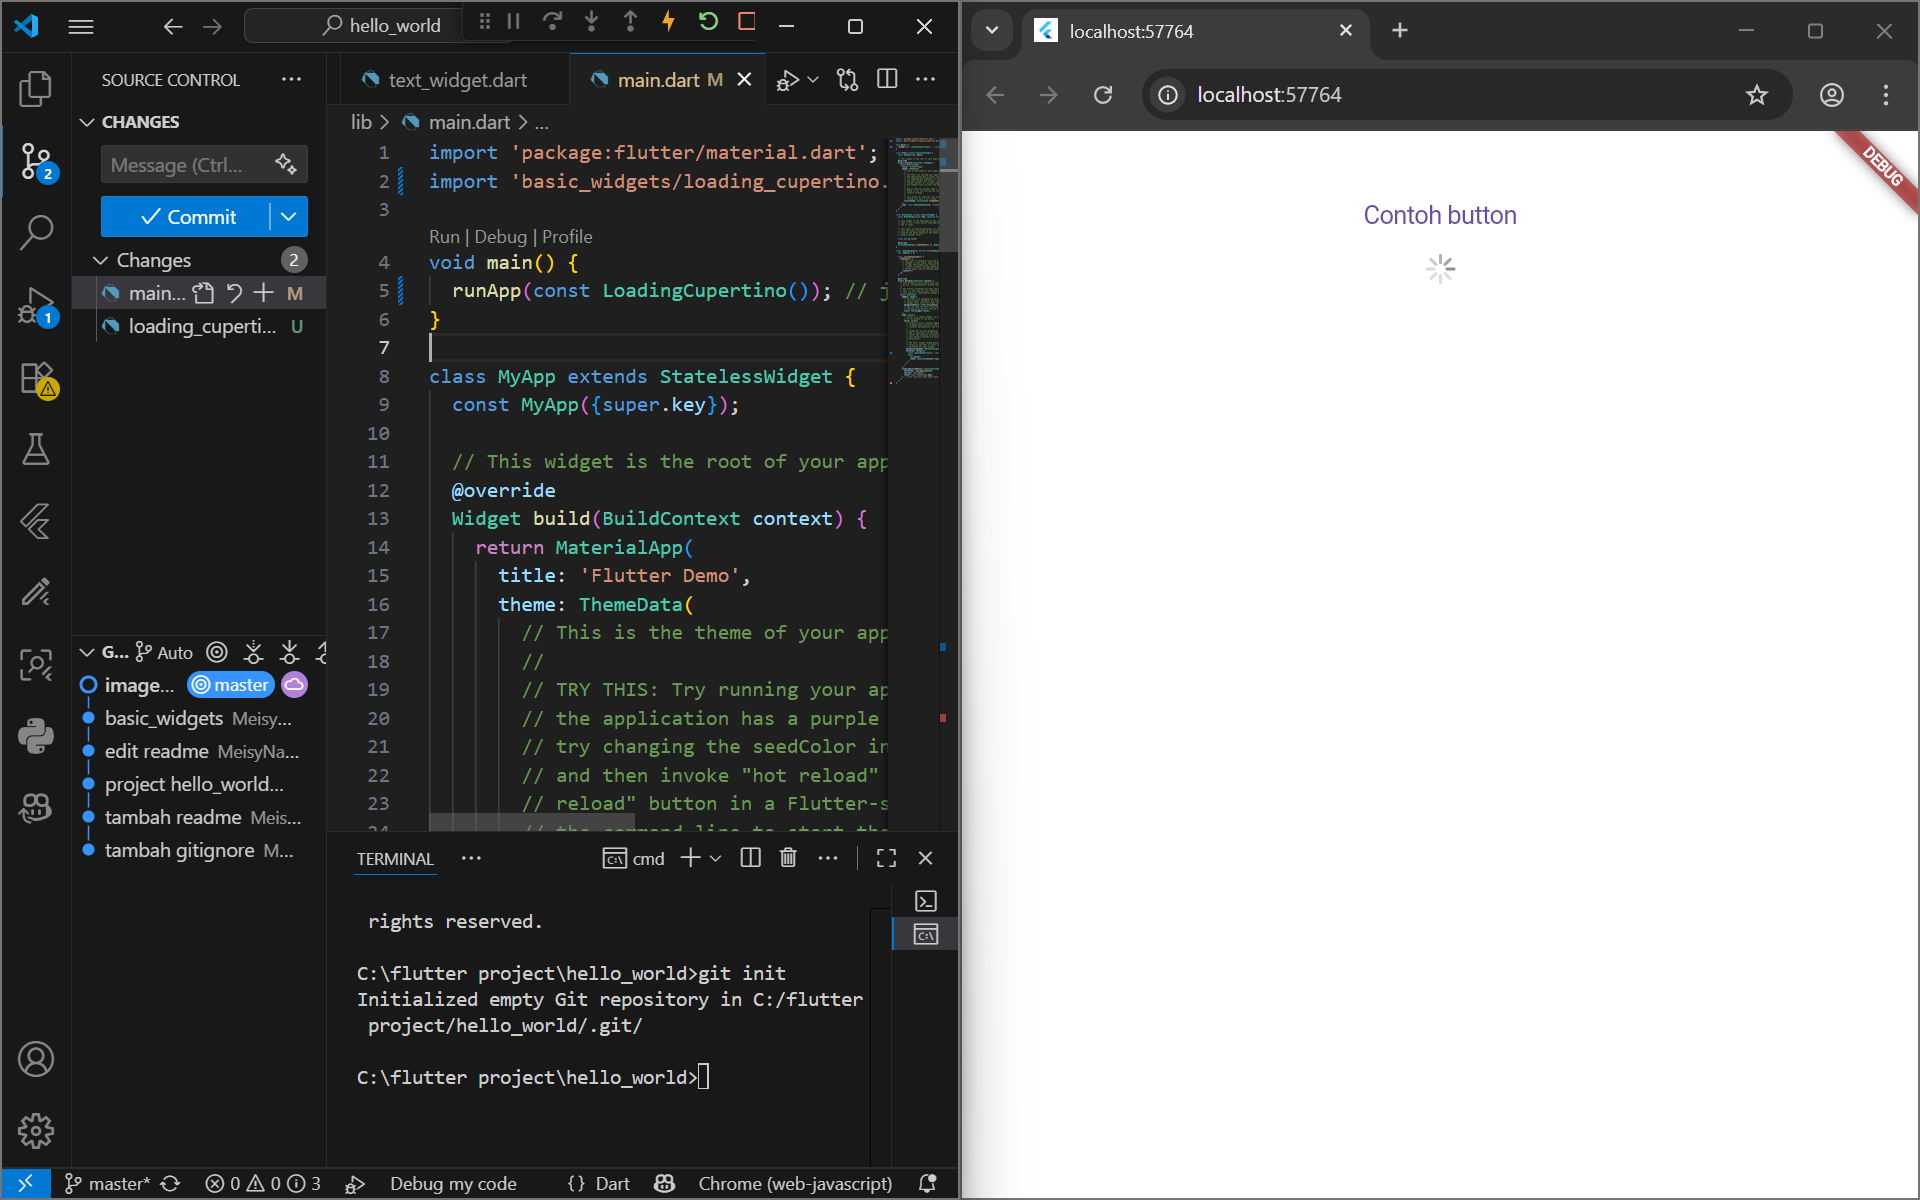 hello_world
SOURCE CONTROL
CHANGES
Message (Ctrl...
Commit
Changes 2
main... M
loading_cuperti... U
2
1
G... Auto
image... master
basic_widgets Meisy...
edit readme MeisyNa...
project hello_world...
tambah readme Meis...
tambah gitignore M...
text_widget.dart
main.dart M
lib > main.dart > ...
1 import 'package:flutter/material.dart';
2 import 'basic_widgets/loading_cupertino.
3
Run | Debug | Profile
4 void main() {
5 runApp(const LoadingCupertino()); // j
6 }
7
8 class MyApp extends StatelessWidget {
9 const MyApp({super.key});
10
11 // This widget is the root of your app
12 @override
13 Widget build(BuildContext context) {
14 return MaterialApp(
15 title: 'Flutter Demo',
16 theme: ThemeData(
17 // This is the theme of your app
18 //
19 // TRY THIS: Try running your ap
20 // the application has a purple
21 // try changing the seedColor in
22 // and then invoke "hot reload"
23 // reload" button in a Flutter-s
24 // the command line to start the
TERMINAL
cmd
rights reserved.
C:\flutter project\hello_world>git init
Initialized empty Git repository in C:/flutter
project/hello_world/.git/
C:\flutter project\hello_world>
master* 0 0 3 Debug my code {} Dart Chrome (web-javascript)
localhost:57764
localhost:57764
DEBUG
Contoh button